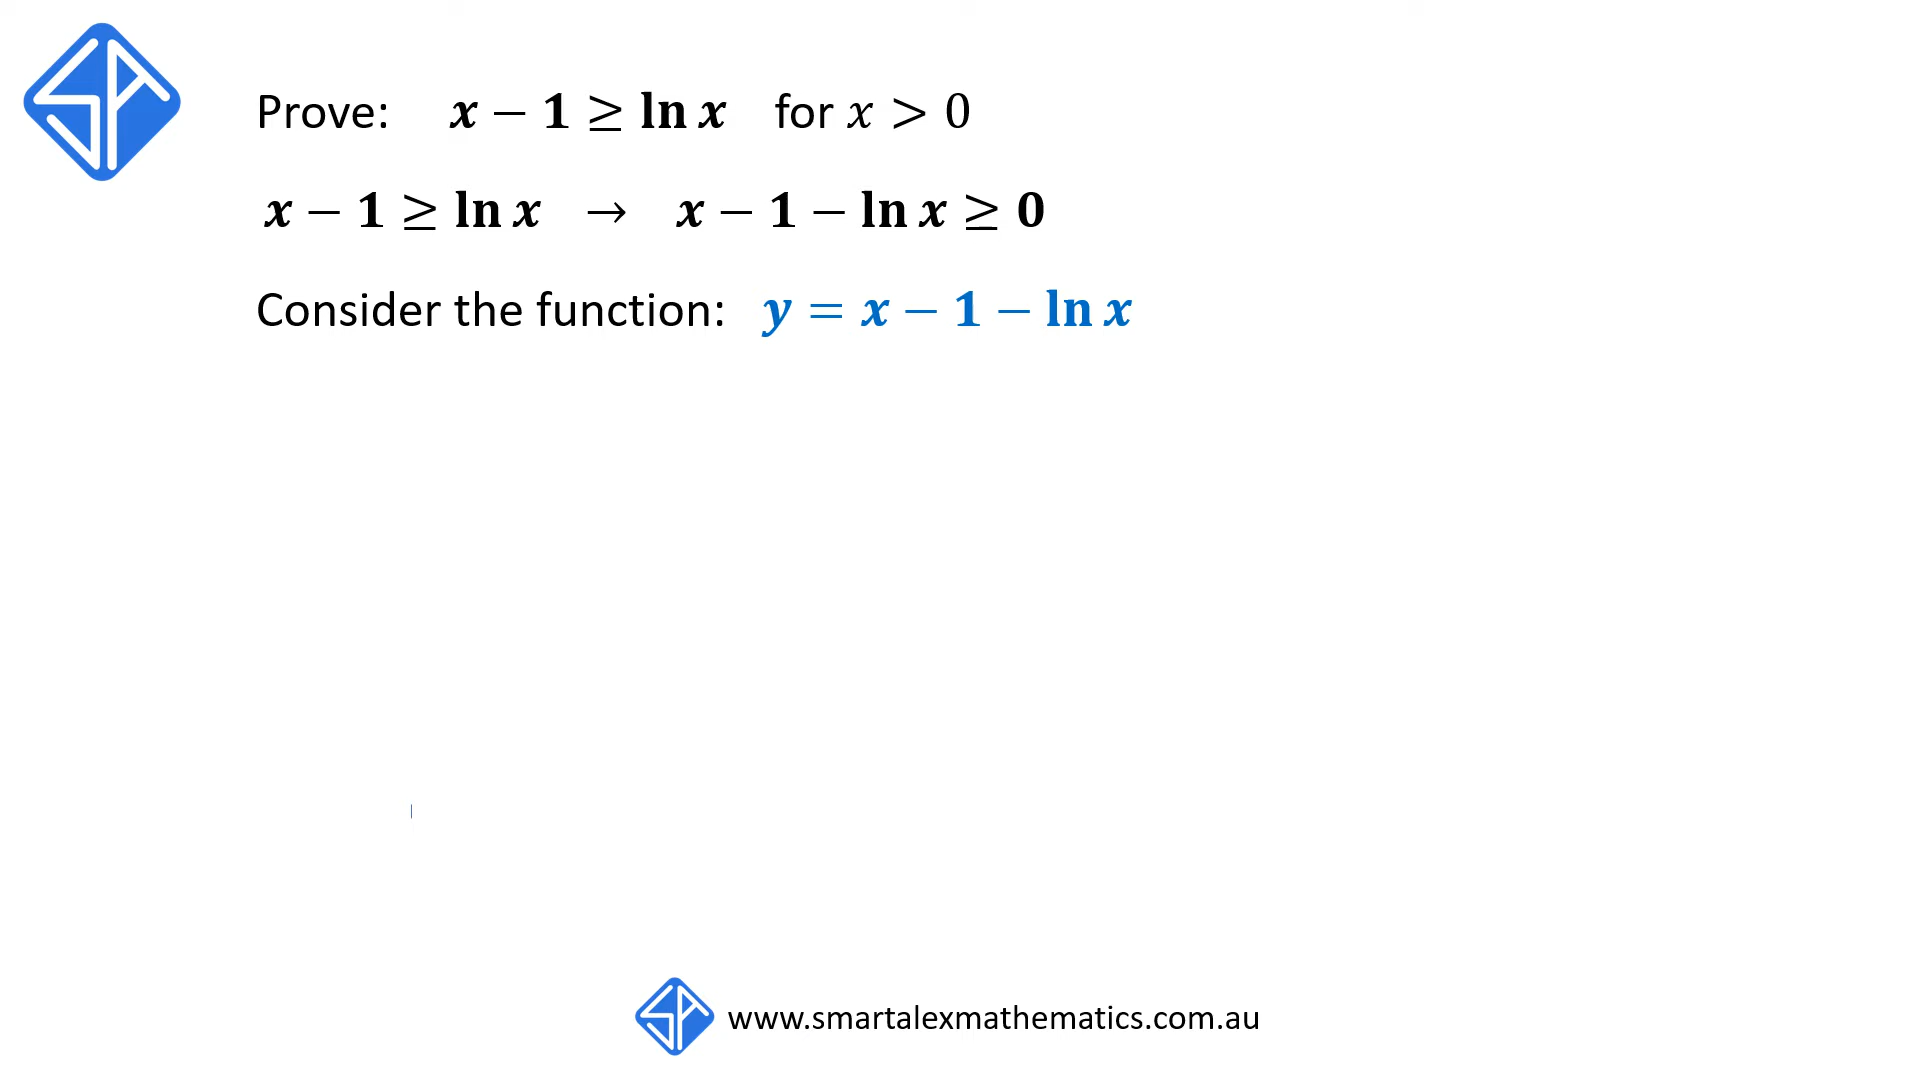 Prove: x − 1 ≥ ln x for x > 0
x − 1 ≥ ln x → x − 1 − ln x ≥ 0
Consider the function: y = x − 1 − ln x
www.smartalexmathematics.com.au